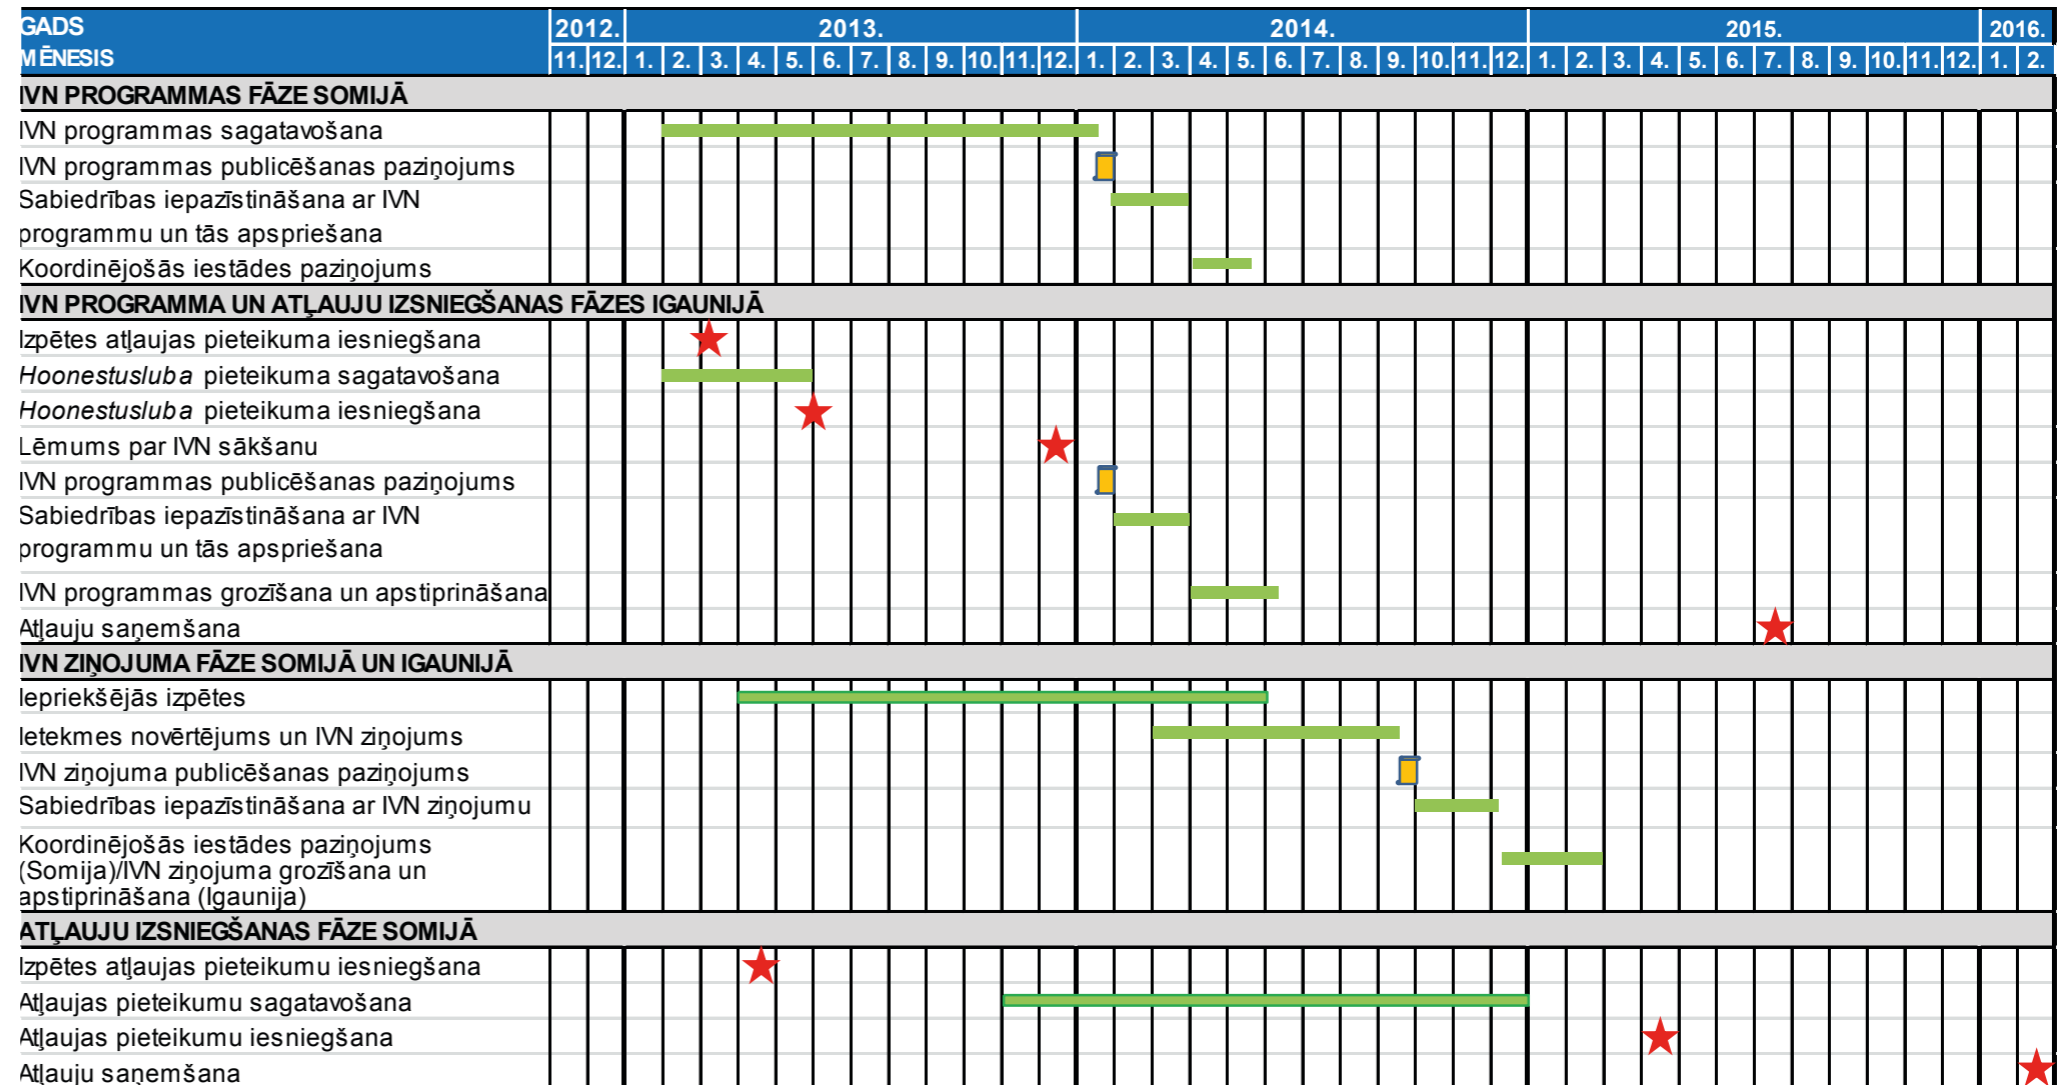 GADS 2012. 2013. 2014. 2015. 2016.
MĒNESIS 11. 12. 1. 2. 3. 4. 5. 6. 7. 8. 9. 10. 11. 12. 1. 2. 3. 4. 5. 6. 7. 8. 9. 10. 11. 12. 1. 2. 3. 4. 5. 6. 7. 8. 9. 10. 11. 12. 1. 2.
IVN PROGRAMMAS FĀZE SOMIJĀ
IVN programmas sagatavošana
IVN programmas publicēšanas paziņojums
Sabiedrības iepazīstināšana ar IVN
programmu un tās apspriešana
Koordinējošās iestādes paziņojums
IVN PROGRAMMA UN ATĻAUJU IZSNIEGŠANAS FĀZES IGAUNIJĀ
Izpētes atļaujas pieteikuma iesniegšana
Hoonestusluba pieteikuma sagatavošana
Hoonestusluba pieteikuma iesniegšana
Lēmums par IVN sākšanu
IVN programmas publicēšanas paziņojums
Sabiedrības iepazīstināšana ar IVN
programmu un tās apspriešana
IVN programmas grozīšana un apstiprināšana
Atļauju saņemšana
IVN ZIŅOJUMA FĀZE SOMIJĀ UN IGAUNIJĀ
Iepriekšējās izpētes
Ietekmes novērtējums un IVN ziņojums
IVN ziņojuma publicēšanas paziņojums
Sabiedrības iepazīstināšana ar IVN ziņojumu
Koordinējošās iestādes paziņojums
(Somija)/IVN ziņojuma grozīšana un
apstiprināšana (Igaunija)
ATĻAUJU IZSNIEGŠANAS FĀZE SOMIJĀ
Izpētes atļaujas pieteikumu iesniegšana
Atļaujas pieteikumu sagatavošana
Atļaujas pieteikumu iesniegšana
Atļauju saņemšana